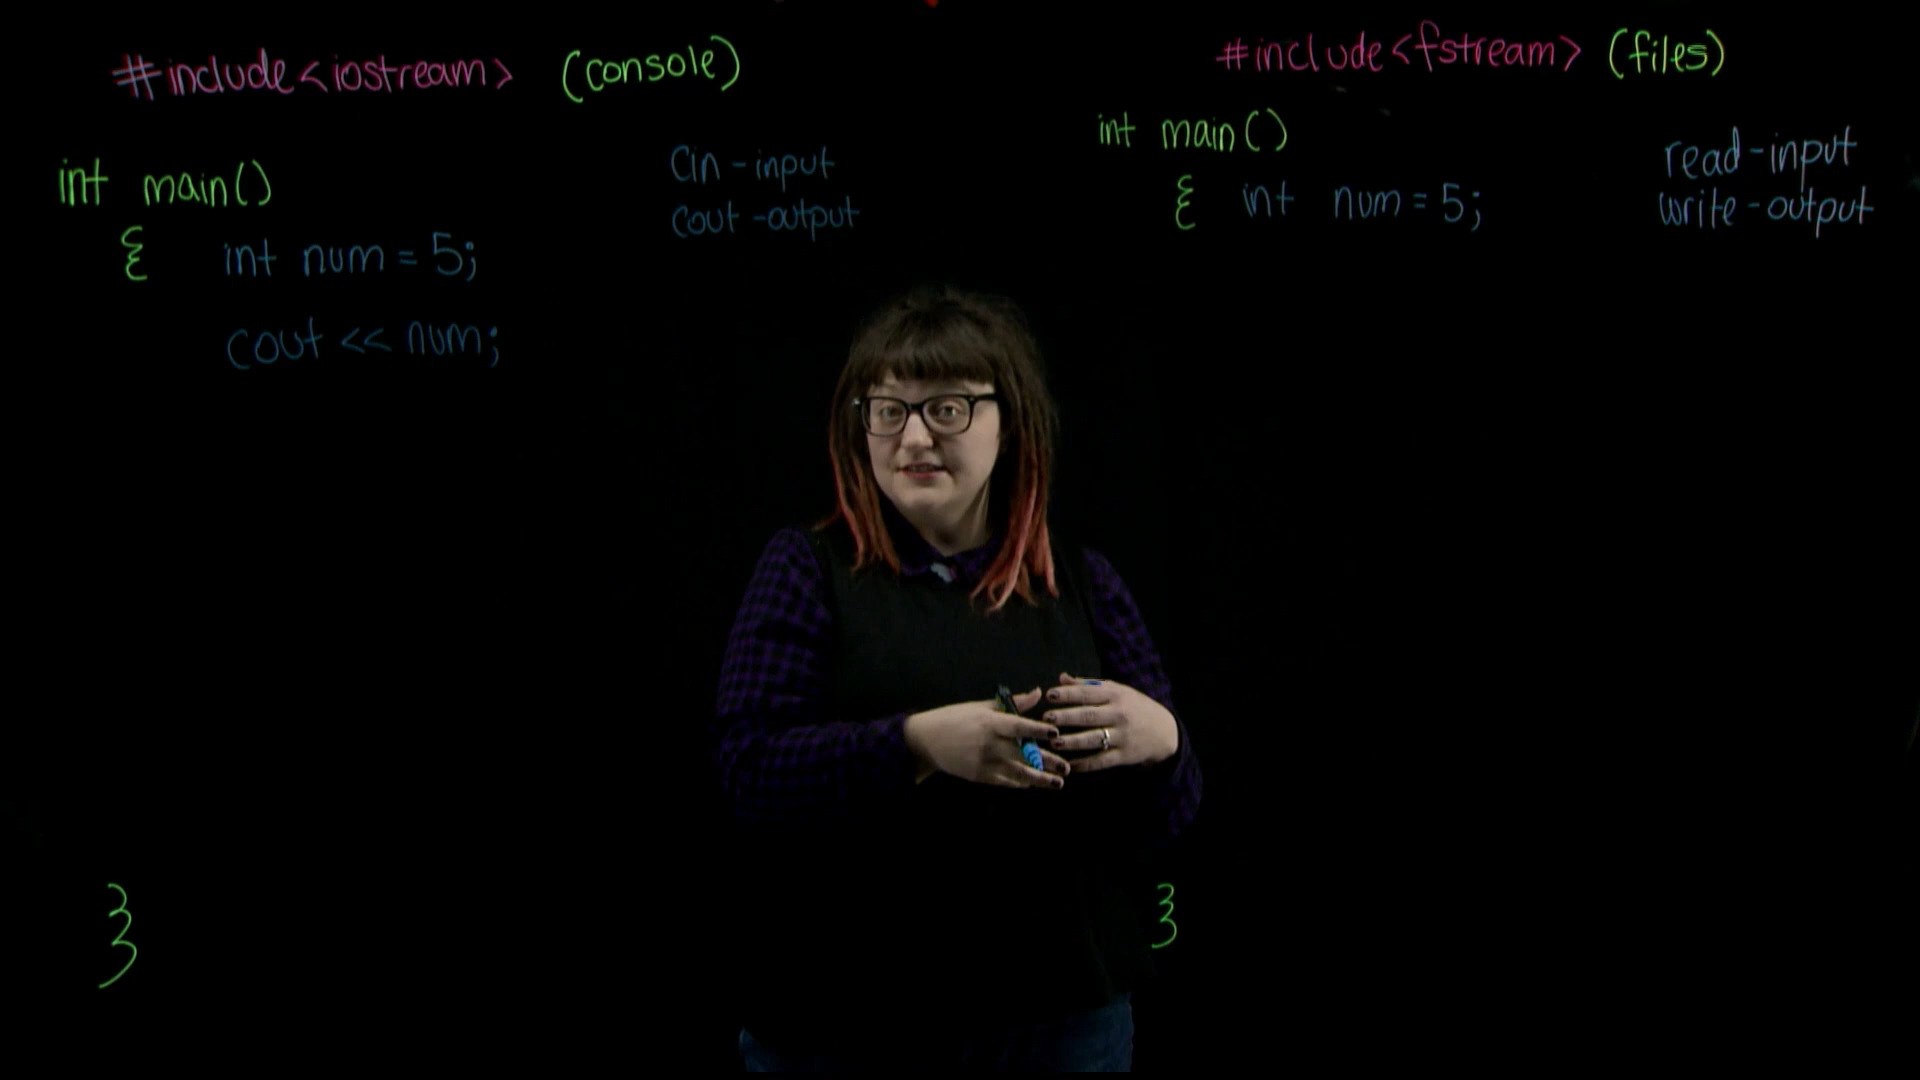 #include<iostream> (console)
int main()
{ int num = 5;
cout << num;
}
cin - input
cout - output
#include<fstream> (files)
int main()
{ int num = 5;
}
read - input
write - output